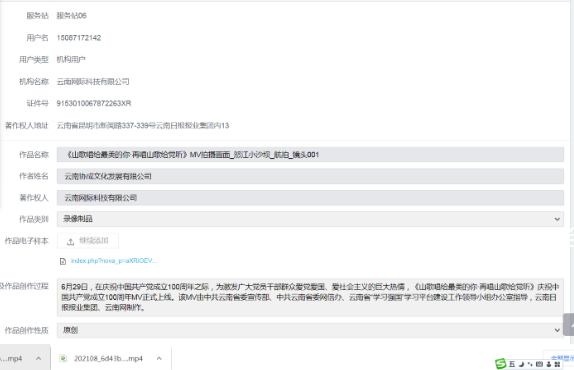 服务站 服务站06
用户名 15087172142
用户类型 机构用户
机构名称 云南网际科技有限公司
证件号 9153010067872263XR
著作权人地址 云南省昆明市新闻路337-339号云南日报报业集团内13
作品名称 《山歌唱给最美的你·再唱山歌给党听》MV拍摄画面_怒江小沙坝_航拍_镜头001
作者姓名 云南协成文化发展有限公司
著作权人 云南网际科技有限公司
作品类别 录像制品
作品电子样本 继续添加
及作品创作过程 6月29日，在庆祝中国共产党成立100周年之际，为激发广大党员干部群众爱党爱国、爱社会主义的巨大热情，《山歌唱给最美的你·再唱山歌给党听》庆祝中
国共产党成立100周年MV正式上线。该MV由中共云南省委宣传部、中共云南省委网信办、云南省"学习强国"学习平台建设工作领导小组办公室指导，云南日
报报业集团、云南网制作。
作品创作性质 原创
....mp4 202108_6d43b....mp4 五